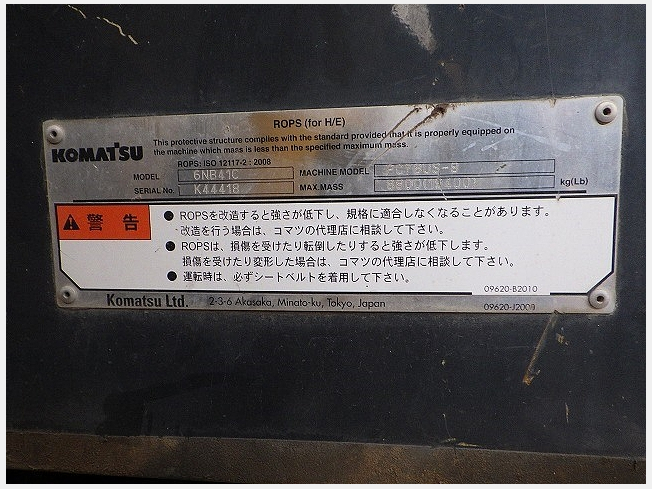 ROPS (for H/E)
KOMATSU
This protective structure complies with the standard provided that it is properly equipped on
the machine which mass is less than the specified maximum mass.
ROPS: ISO 12117-2 : 2008
MODEL 6NB41C MACHINE MODEL
SERIAL No. K44418 MAX.MASS kg(Lb)
警告
● ROPSを改造すると強さが低下し、規格に適合しなくなることがあります。
改造を行う場合は、コマツの代理店に相談して下さい。
● ROPSは、損傷を受けたり転倒したりすると強さが低下します。
損傷を受けたり変形した場合は、コマツの代理店に相談して下さい。
● 運転時は、必ずシートベルトを着用して下さい。
09620-B2010
Komatsu Ltd. 2-3-6 Akasaka, Minato-ku, Tokyo, Japan
09620-J2008